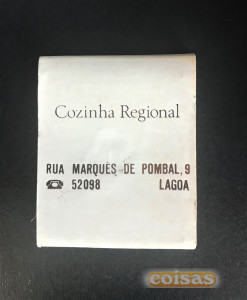 Cozinha Regional
RUA MARQUÊS DE POMBAL, 9
☎ 52098 LAGOA
coisas